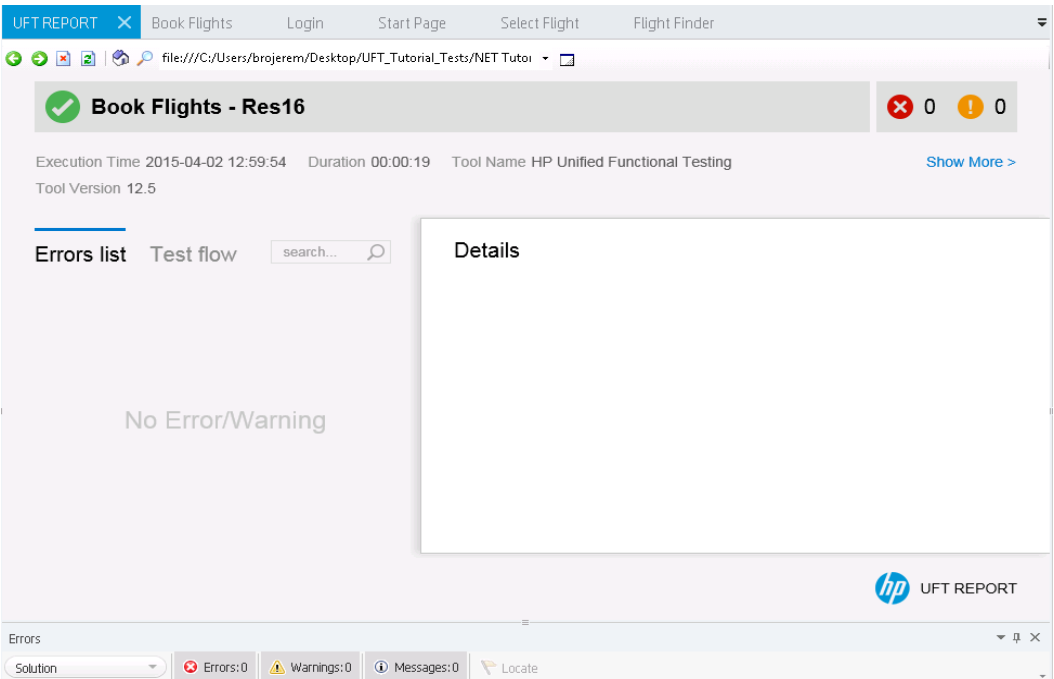 UFT REPORT Book Flights Login Start Page Select Flight Flight Finder
file:///C:/Users/brojerem/Desktop/UFT_Tutorial_Tests/NET Tutor
Book Flights - Res16 0 0
Execution Time 2015-04-02 12:59:54 Duration 00:00:19 Tool Name HP Unified Functional Testing Show More >
Tool Version 12.5
Errors list Test flow search... Details
No Error/Warning
hp UFT REPORT
Errors
Solution Errors:0 Warnings:0 Messages:0 Locate